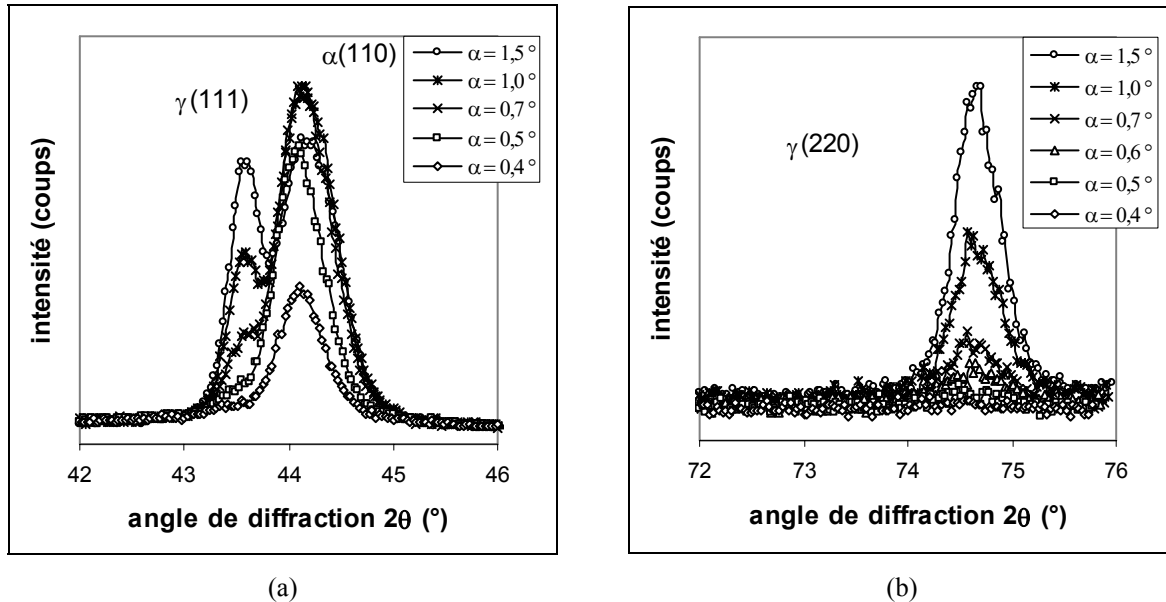 α(110)
γ(111)
α= 1,5°
α= 1,0°
α= 0,7°
α= 0,5°
α= 0,4°
intensité (coups)
42 43 44 45 46
angle de diffraction 2θ (°)
(a)
γ(220)
α= 1,5°
α= 1,0°
α= 0,7°
α= 0,6°
α= 0,5°
α= 0,4°
intensité (coups)
72 73 74 75 76
angle de diffraction 2θ (°)
(b)